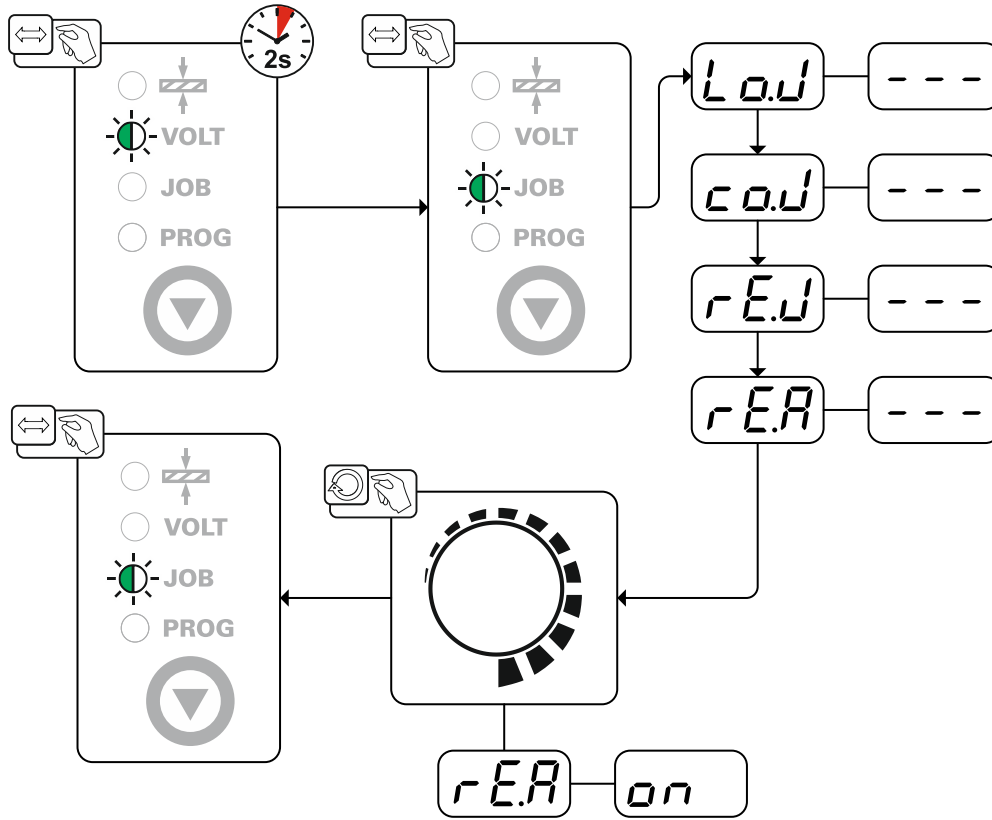 2s
VOLT
JOB
PROG
VOLT
JOB
PROG
Lo.J - - -
co.J - - -
rE.J - - -
rE.A - - -
VOLT
JOB
PROG
rE.A on